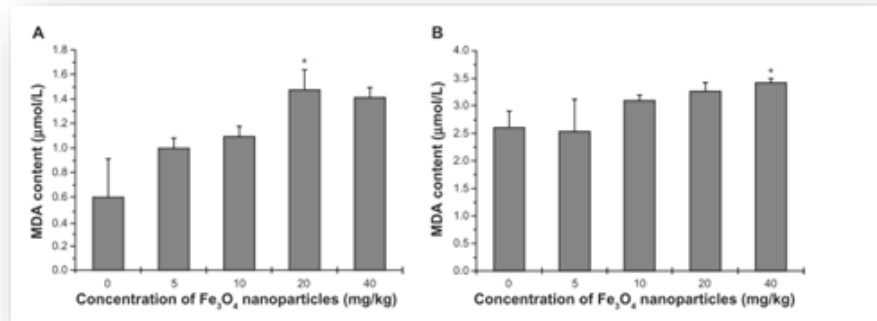 A
1.8
*
1.6
1.4
1.2
1.0
0.8
0.6
0.4
0.2
0.0
MDA content (μmol/L)
0 5 10 20 40
Concentration of Fe₃O₄ nanoparticles (mg/kg)
B
4.0
*
3.5
3.0
2.5
2.0
1.5
1.0
0.5
0.0
MDA content (μmol/L)
0 5 10 20 40
Concentration of Fe₃O₄ nanoparticles (mg/kg)